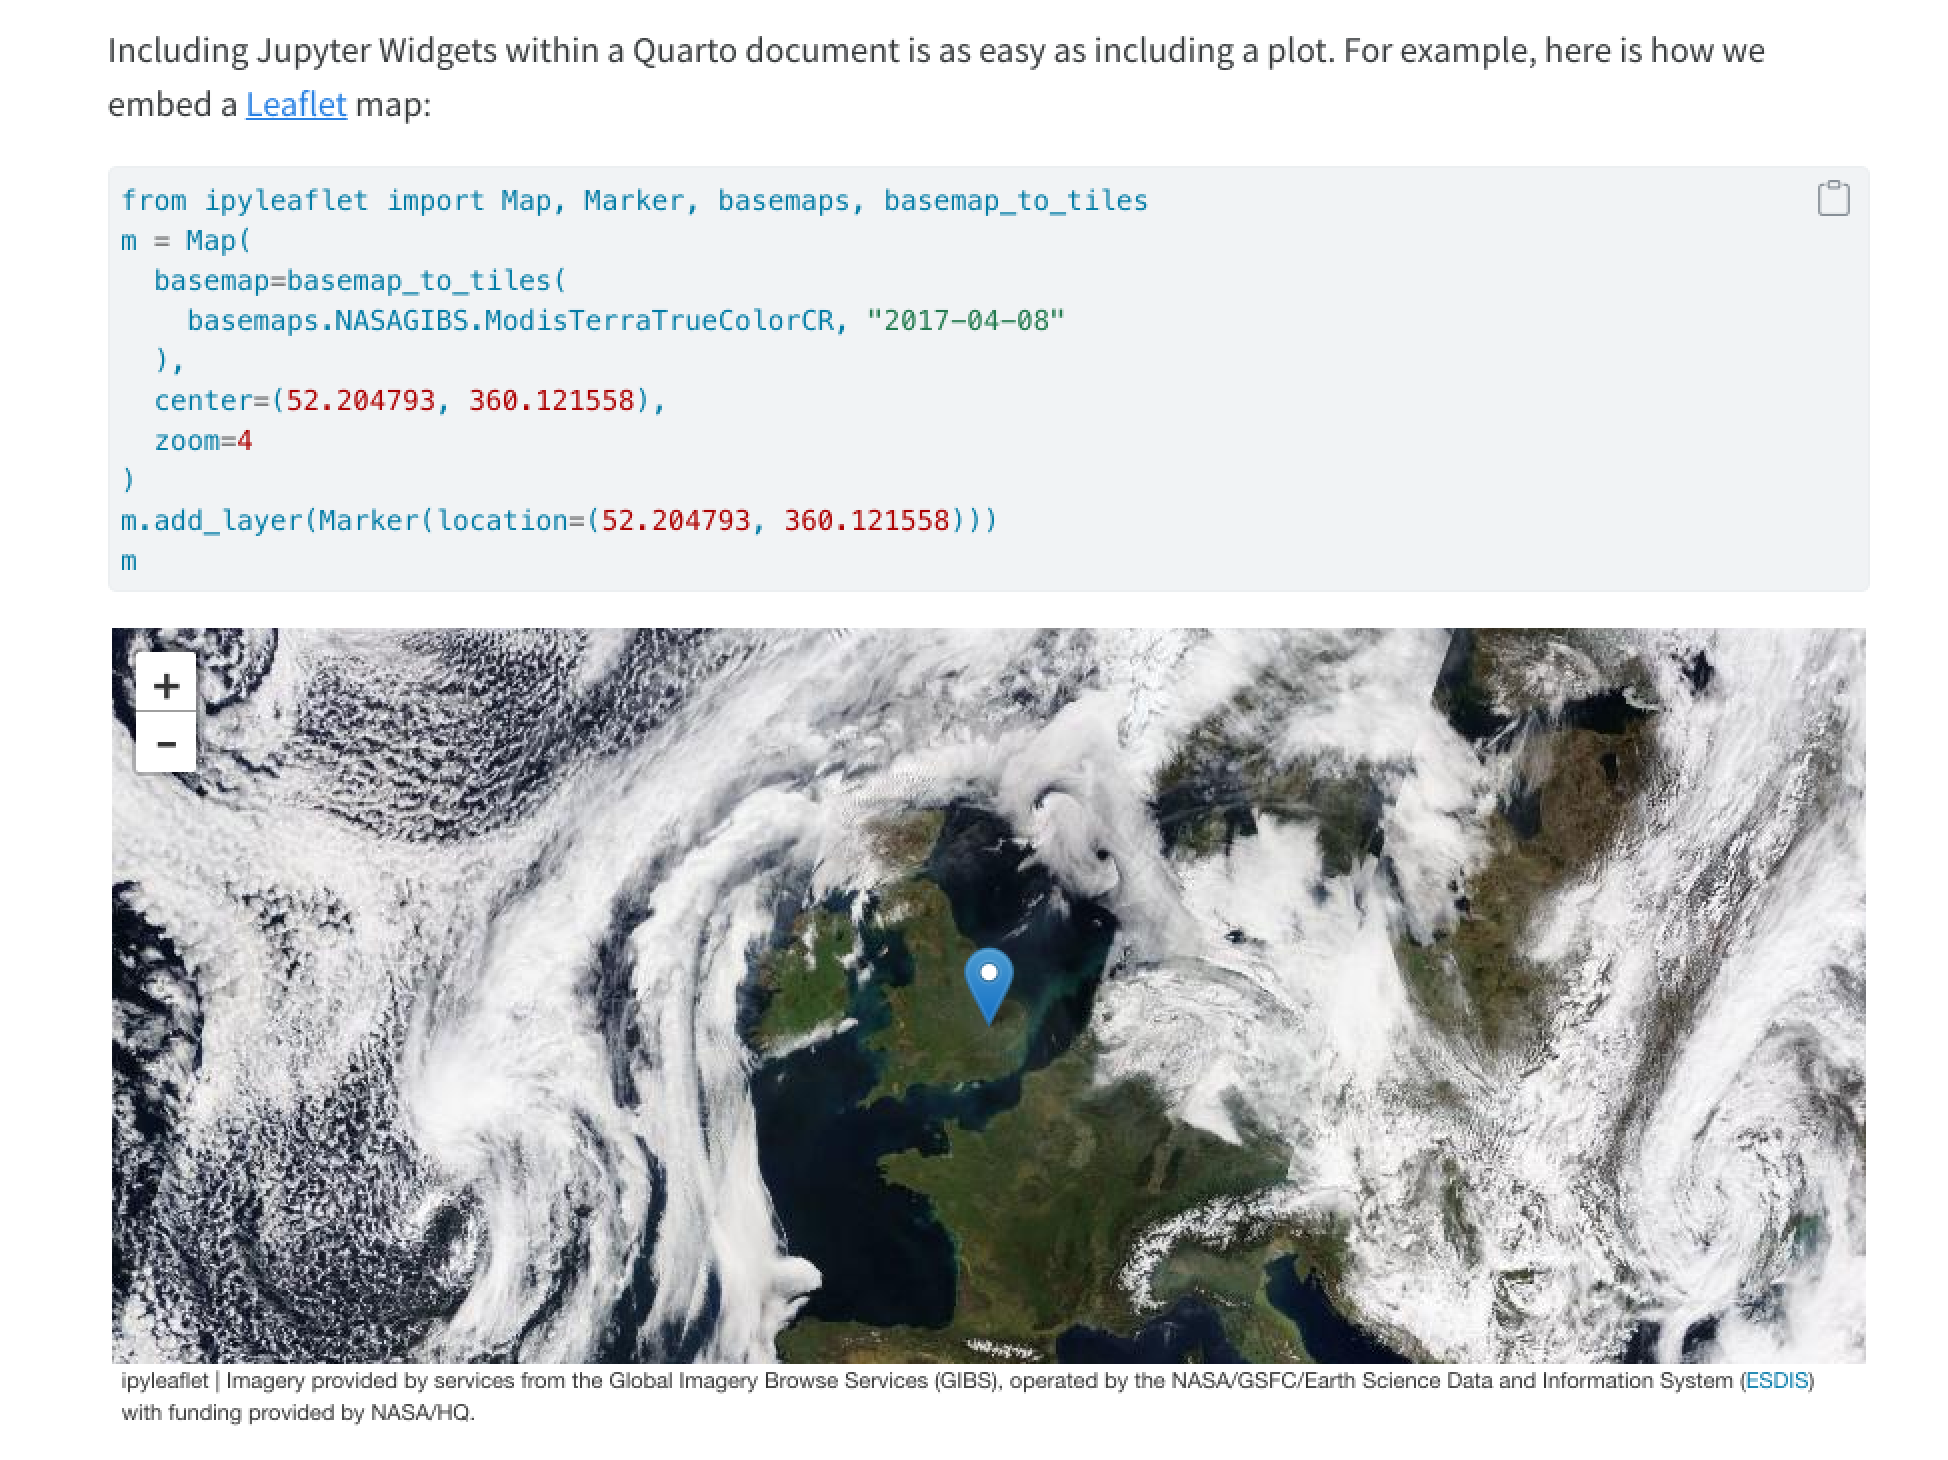 Including Jupyter Widgets within a Quarto document is as easy as including a plot. For example, here is how we
embed a Leaflet map:
from ipyleaflet import Map, Marker, basemaps, basemap_to_tiles
m = Map(
  basemap=basemap_to_tiles(
    basemaps.NASAGIBS.ModisTerraTrueColorCR, "2017-04-08"
  ),
  center=(52.204793, 360.121558),
  zoom=4
)
m.add_layer(Marker(location=(52.204793, 360.121558)))
m
+
−
ipyleaflet | Imagery provided by services from the Global Imagery Browse Services (GIBS), operated by the NASA/GSFC/Earth Science Data and Information System (ESDIS)
with funding provided by NASA/HQ.